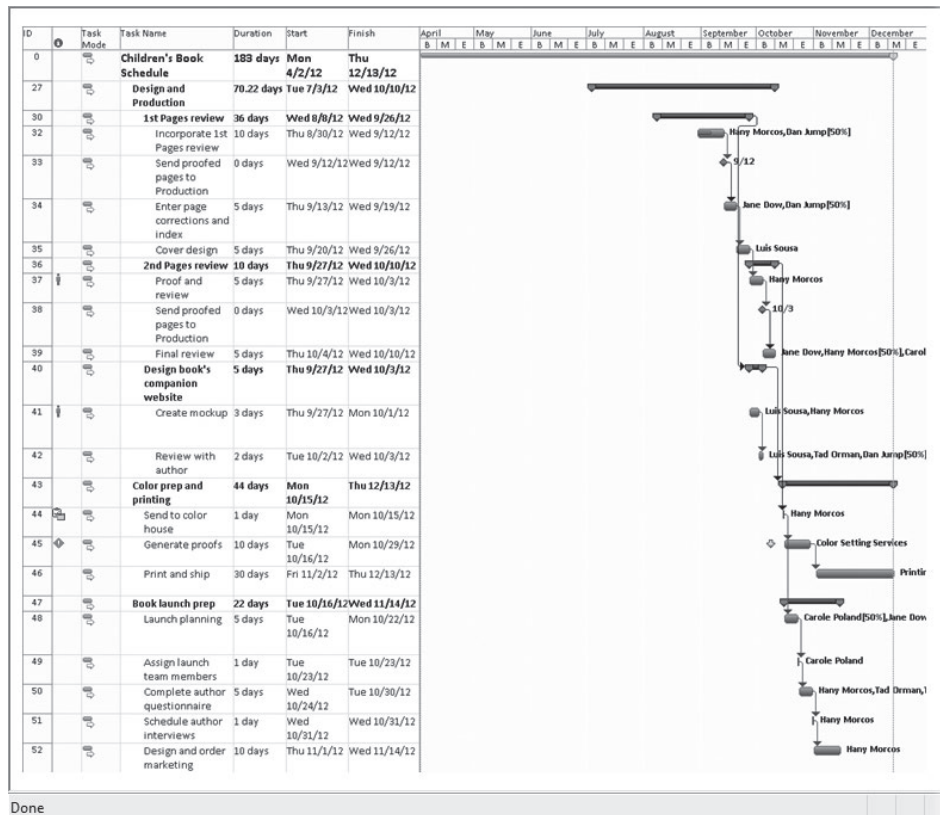 ID Task Mode Task Name Duration Start Finish April May June July August September October November December
B M E B M E B M E B M E B M E B M E B M E B M E B M E
0 Children's Book Schedule 183 days Mon 4/2/12 Thu 12/13/12
27 Design and Production 70.22 days Tue 7/3/12 Wed 10/10/12
30 1st Pages review 36 days Wed 8/8/12 Wed 9/26/12
32 Incorporate 1st Pages review 10 days Thu 8/30/12 Wed 9/12/12 Hany Morcos,Dan Jump[50%]
33 Send proofed pages to Production 0 days Wed 9/12/12 Wed 9/12/12 9/12
34 Enter page corrections and index 5 days Thu 9/13/12 Wed 9/19/12 Jane Dow,Dan Jump[50%]
35 Cover design 5 days Thu 9/20/12 Wed 9/26/12 Luis Sousa
36 2nd Pages review 10 days Thu 9/27/12 Wed 10/10/12
37 Proof and review 5 days Thu 9/27/12 Wed 10/3/12 Hany Morcos
38 Send proofed pages to Production 0 days Wed 10/3/12 Wed 10/3/12 10/3
39 Final review 5 days Thu 10/4/12 Wed 10/10/12 Jane Dow,Hany Morcos[50%],Carol
40 Design book's companion website 5 days Thu 9/27/12 Wed 10/3/12
41 Create mockup 3 days Thu 9/27/12 Mon 10/1/12 Luis Sousa,Hany Morcos
42 Review with author 2 days Tue 10/2/12 Wed 10/3/12 Luis Sousa,Tad Orman,Dan Jump[50%]
43 Color prep and printing 44 days Mon 10/15/12 Thu 12/13/12
44 Send to color house 1 day Mon 10/15/12 Mon 10/15/12 Hany Morcos
45 Generate proofs 10 days Tue 10/16/12 Mon 10/29/12 Color Setting Services
46 Print and ship 30 days Fri 11/2/12 Thu 12/13/12 Printin
47 Book launch prep 22 days Tue 10/16/12 Wed 11/14/12
48 Launch planning 5 days Tue 10/16/12 Mon 10/22/12 Carole Poland[50%],Jane Dow
49 Assign launch team members 1 day Tue 10/23/12 Tue 10/23/12 Carole Poland
50 Complete author questionnaire 5 days Wed 10/24/12 Tue 10/30/12 Hany Morcos,Tad Orman,
51 Schedule author interviews 1 day Wed 10/31/12 Wed 10/31/12 Hany Morcos
52 Design and order marketing 10 days Thu 11/1/12 Wed 11/14/12 Hany Morcos
Done